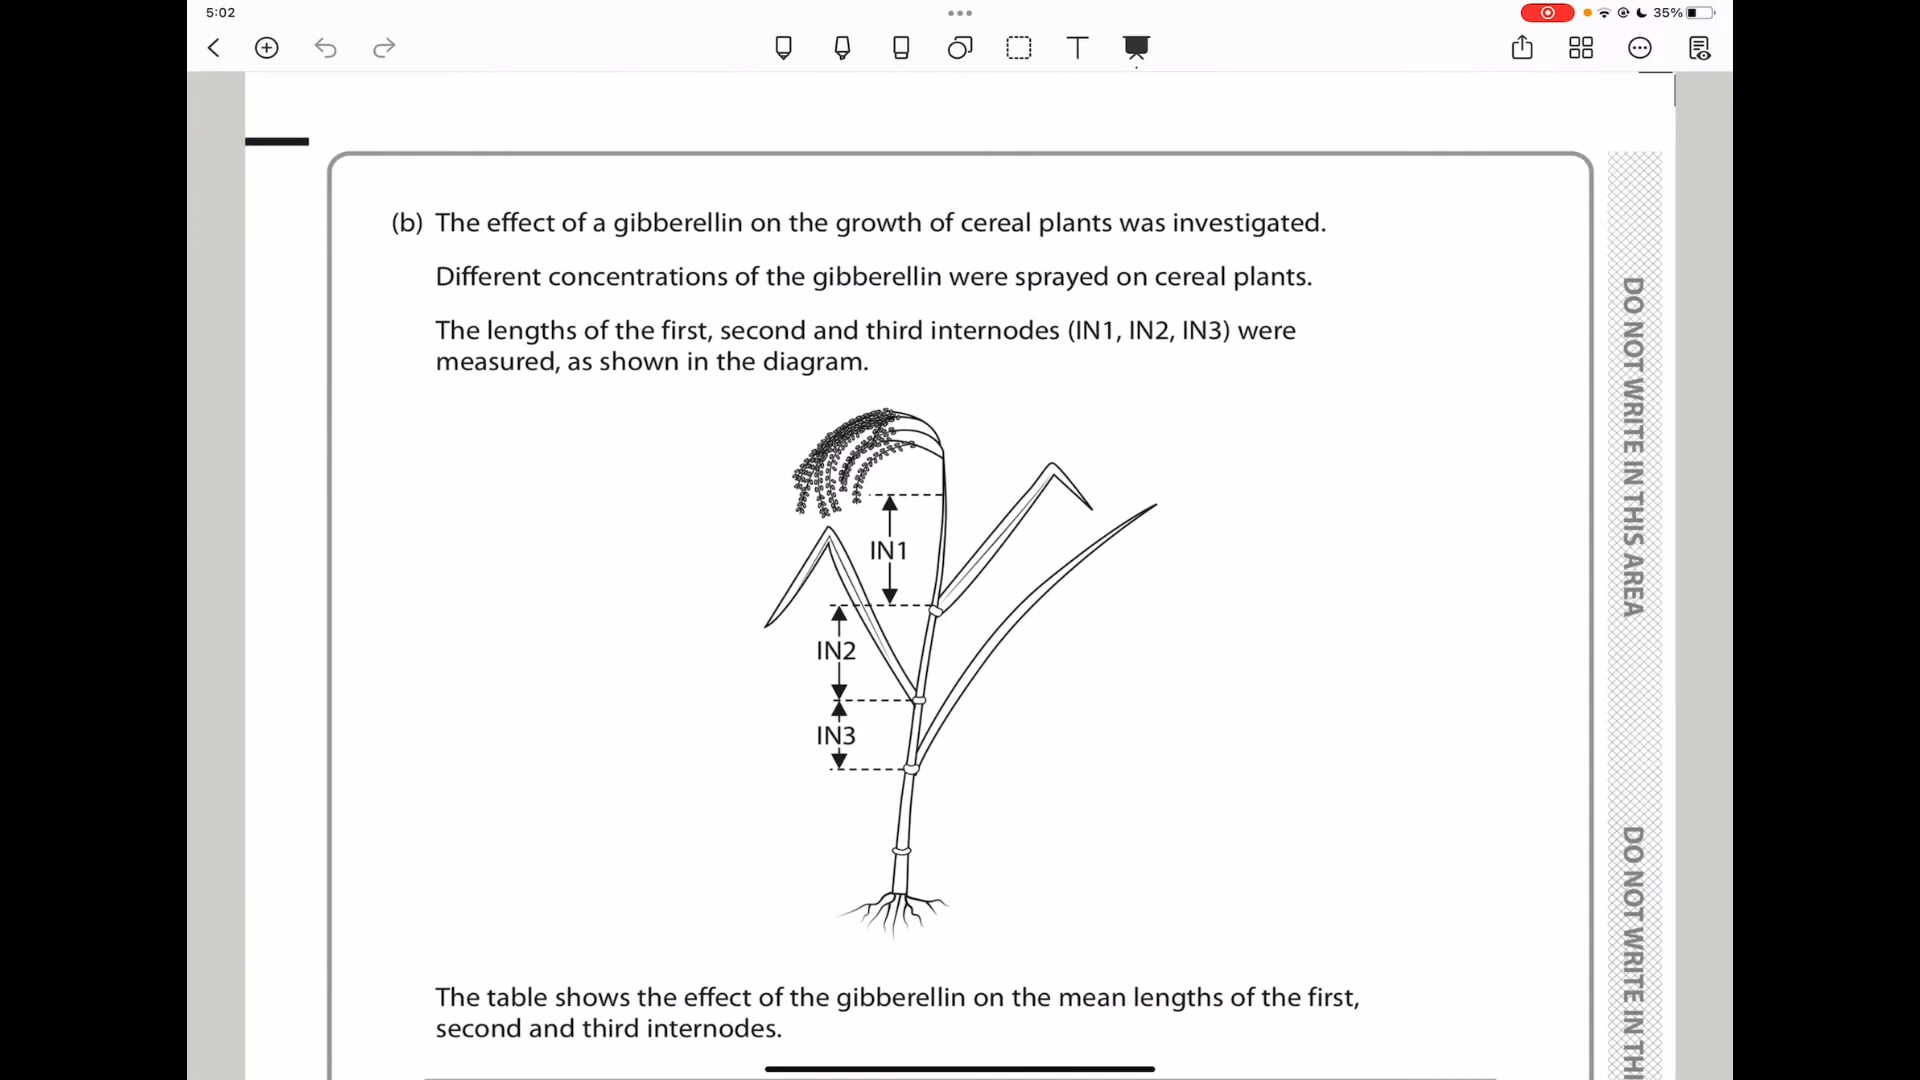 5:02
35%
(b) The effect of a gibberellin on the growth of cereal plants was investigated.
Different concentrations of the gibberellin were sprayed on cereal plants.
The lengths of the first, second and third internodes (IN1, IN2, IN3) were
measured, as shown in the diagram.
IN1
IN2
IN3
The table shows the effect of the gibberellin on the mean lengths of the first,
second and third internodes.
DO NOT WRITE IN THIS AREA
DO NOT WRITE IN THI